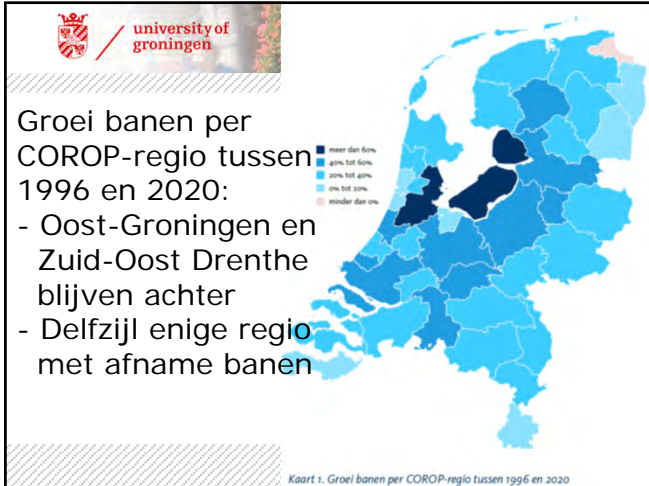 university of
groningen
Groei banen per
COROP-regio tussen
1996 en 2020:
- Oost-Groningen en
Zuid-Oost Drenthe
blijven achter
- Delfzijl enige regio
met afname banen
meer dan 60%
40% tot 60%
20% tot 40%
0% tot 20%
minder dan 0%
Kaart 1. Groei banen per COROP-regio tussen 1996 en 2020